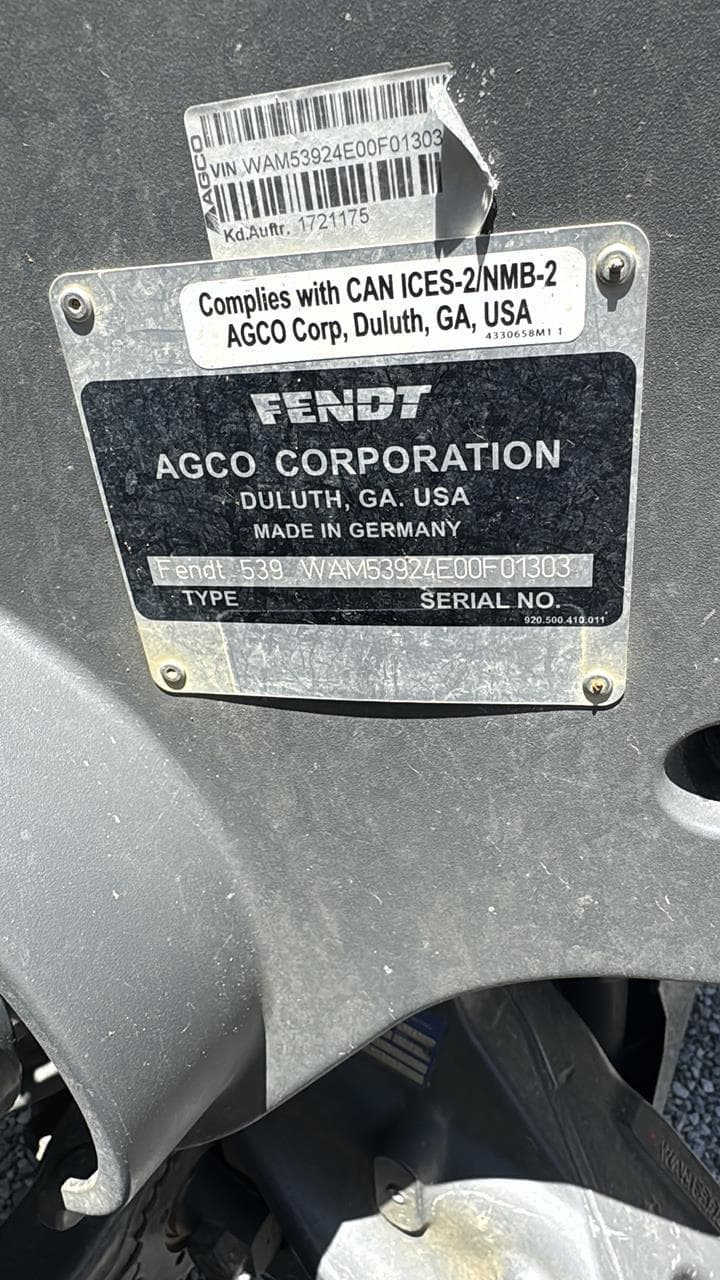 AGCO
VIN WAM53924E00F01303
Kd.Auftr. 1721175
Complies with CAN ICES-2/NMB-2
AGCO Corp, Duluth, GA, USA
4330658M1 1
FENDT
AGCO CORPORATION
DULUTH, GA. USA
MADE IN GERMANY
Fendt 539 WAM53924E00F01303
TYPE SERIAL NO.
920.500.410.011